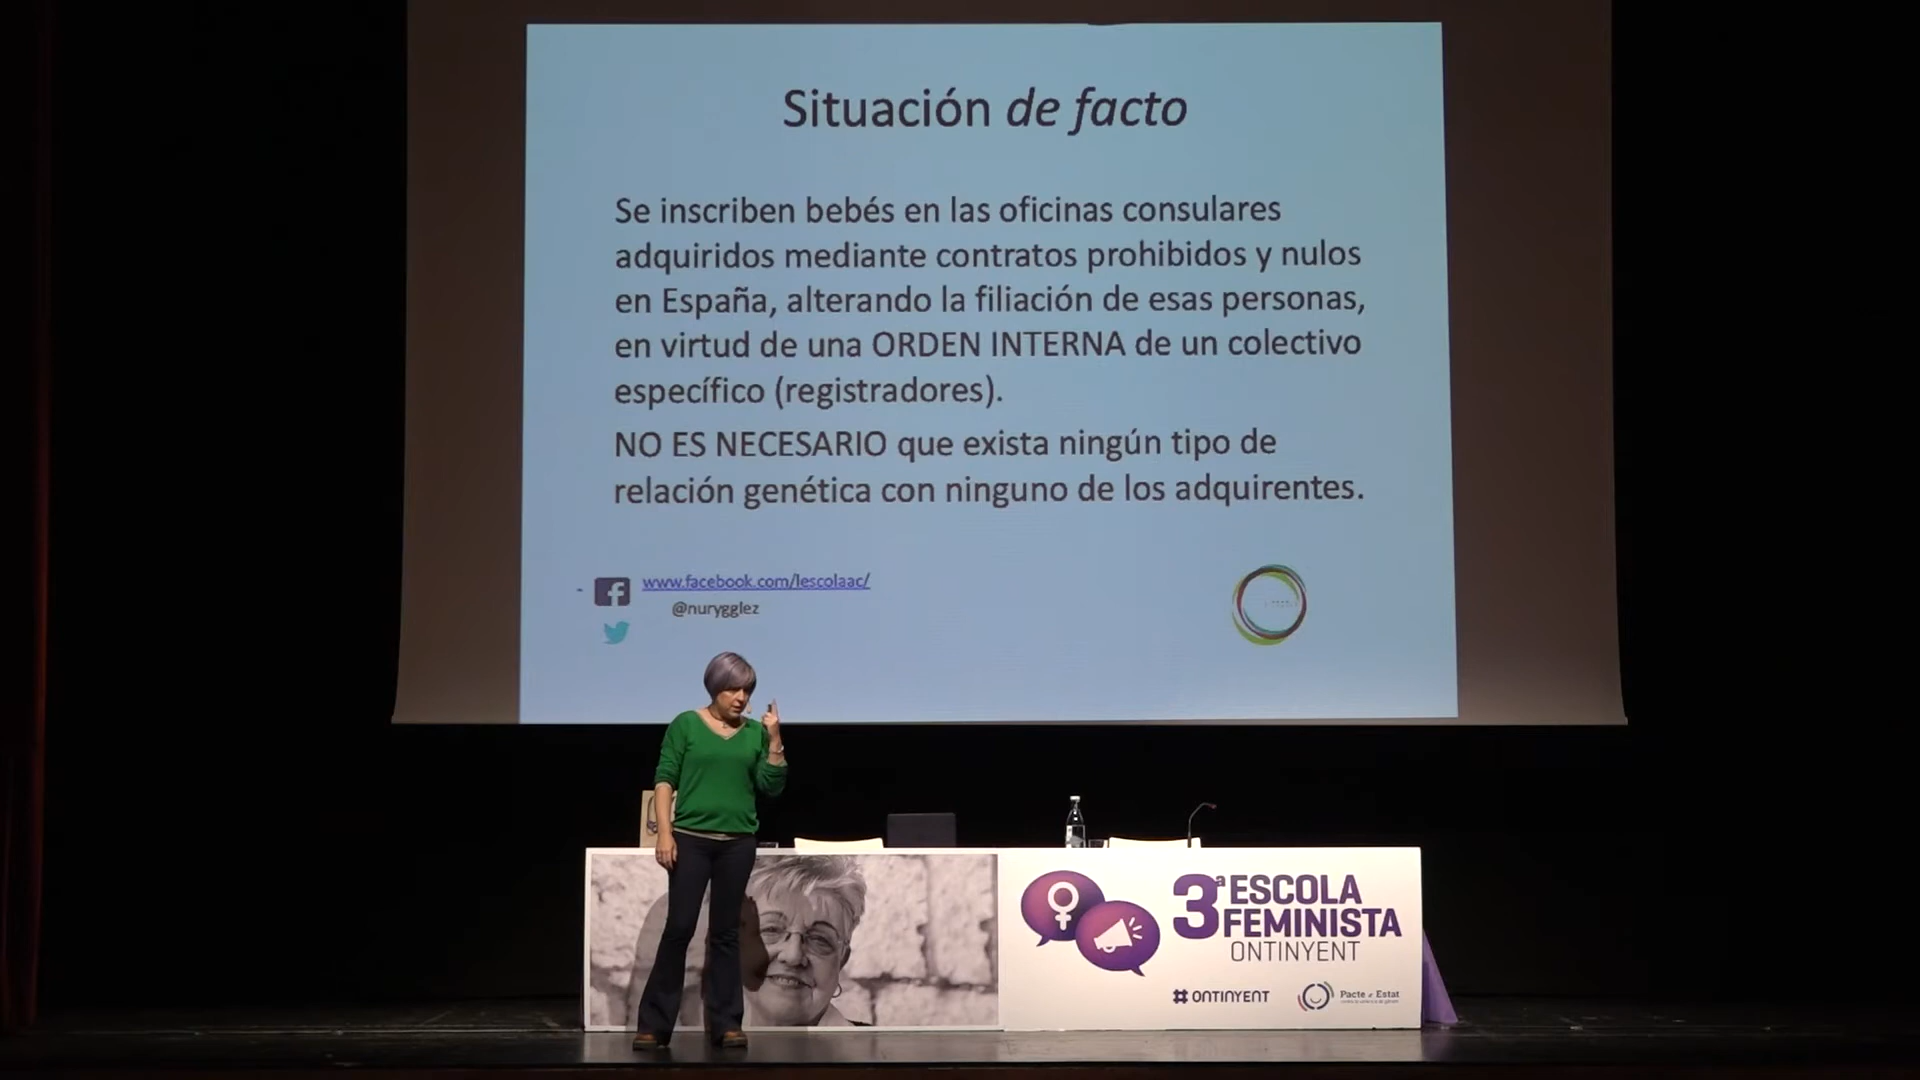 Situación de facto
Se inscriben bebés en las oficinas consulares
adquiridos mediante contratos prohibidos y nulos
en España, alterando la filiación de esas personas,
en virtud de una ORDEN INTERNA de un colectivo
específico (registradores).
NO ES NECESARIO que exista ningún tipo de
relación genética con ninguno de los adquirentes.
- www.facebook.com/lescolaac/
@nurygglez
3ª ESCOLA
FEMINISTA
ONTINYENT
ONTINYENT
Pacte d'Estat